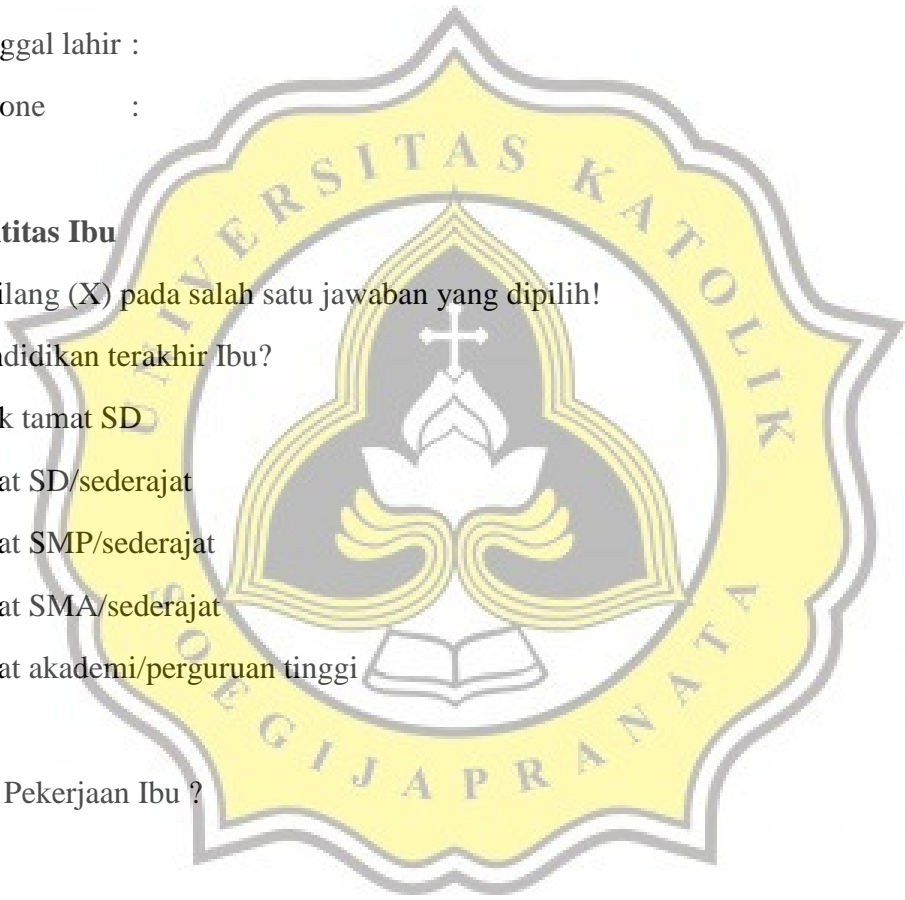 ggal lahir :
one :
titas Ibu
ilang (X) pada salah satu jawaban yang dipilih!
didikan terakhir Ibu?
k tamat SD
at SD/sederajat
at SMP/sederajat
at SMA/sederajat
at akademi/perguruan tinggi
Pekerjaan Ibu ?
UNIVERSITAS KATOLIK
SOEGIJAPRANATA